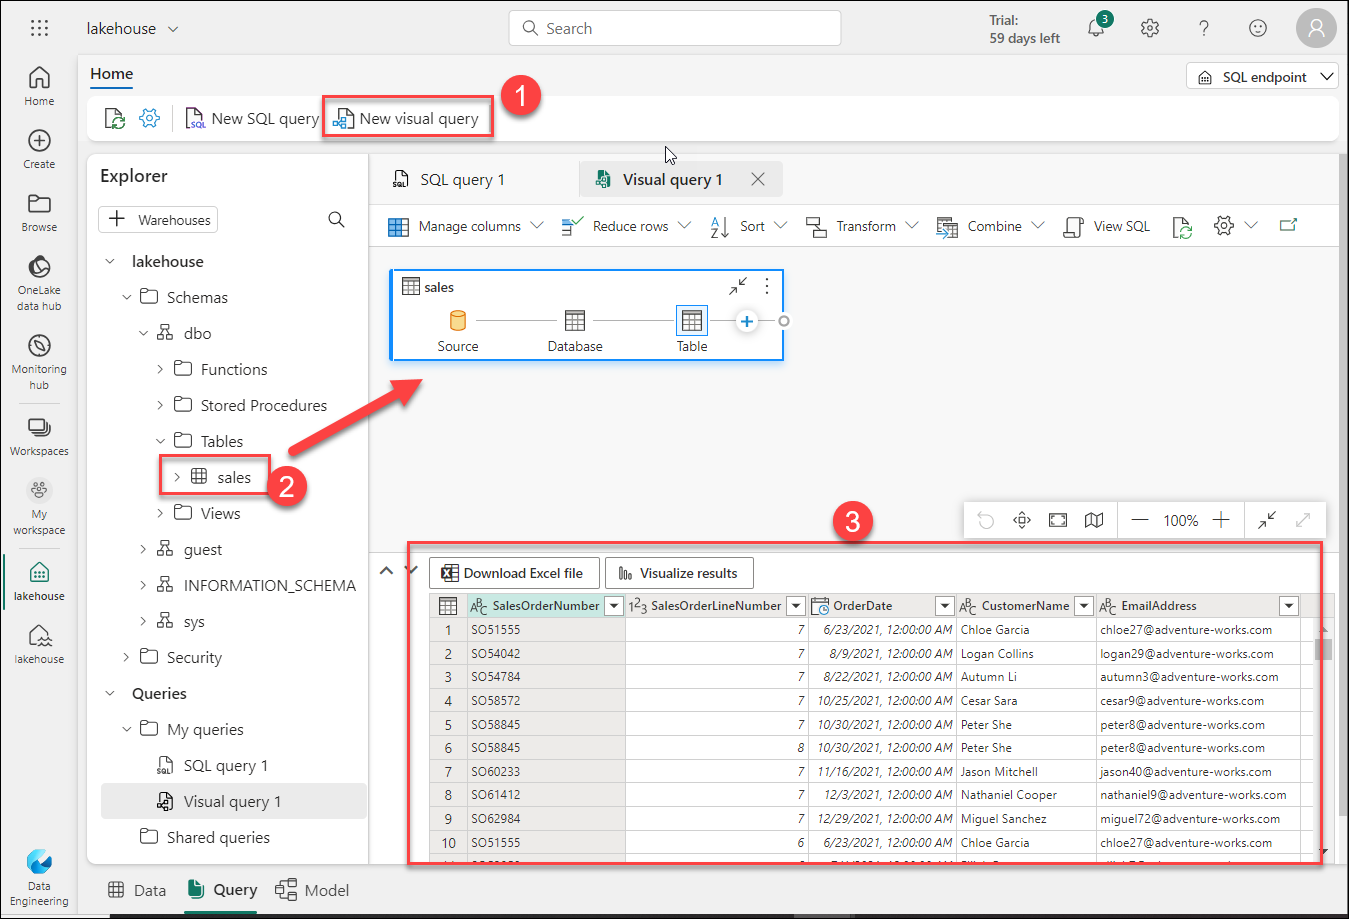 lakehouse
Search
Trial:
59 days left
3
Home
SQL endpoint
New SQL query
New visual query
1
Home
Create
Browse
OneLake
data hub
Monitoring
hub
Workspaces
My
workspace
lakehouse
lakehouse
Data
Engineering
Explorer
Warehouses
lakehouse
Schemas
dbo
Functions
Stored Procedures
Tables
sales
2
Views
guest
INFORMATION_SCHEMA
sys
Security
Queries
My queries
SQL query 1
Visual query 1
Shared queries
SQL query 1
Visual query 1
Manage columns
Reduce rows
Sort
Transform
Combine
View SQL
sales
Source
Database
Table
100%
3
Download Excel file
Visualize results
SalesOrderNumber 123 SalesOrderLineNumber OrderDate ABC CustomerName ABC EmailAddress
1 SO51555 7 6/23/2021, 12:00:00 AM Chloe Garcia chloe27@adventure-works.com
2 SO54042 7 8/9/2021, 12:00:00 AM Logan Collins logan29@adventure-works.com
3 SO54784 7 8/22/2021, 12:00:00 AM Autumn Li autumn3@adventure-works.com
4 SO58572 7 10/25/2021, 12:00:00 AM Cesar Sara cesar9@adventure-works.com
5 SO58845 7 10/30/2021, 12:00:00 AM Peter She peter8@adventure-works.com
6 SO58845 8 10/30/2021, 12:00:00 AM Peter She peter8@adventure-works.com
7 SO60233 7 11/16/2021, 12:00:00 AM Jason Mitchell jason40@adventure-works.com
8 SO61412 7 12/3/2021, 12:00:00 AM Nathaniel Cooper nathaniel9@adventure-works.com
9 SO62984 7 12/29/2021, 12:00:00 AM Miguel Sanchez miguel72@adventure-works.com
10 SO51555 6 6/23/2021, 12:00:00 AM Chloe Garcia chloe27@adventure-works.com
Data
Query
Model